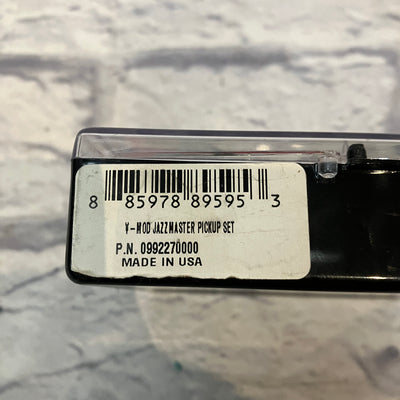 8 85978 89595 3
V-MOD JAZZMASTER PICKUP SET
P.N. 0992270000
MADE IN USA